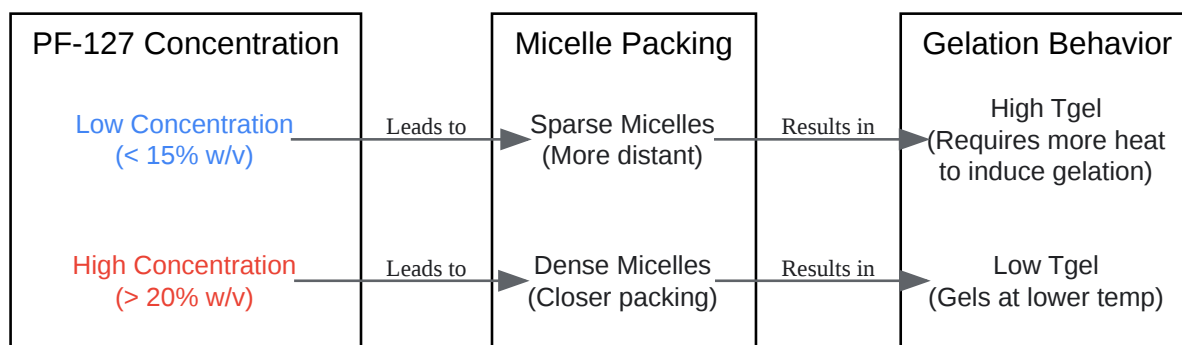 PF-127 Concentration
Micelle Packing
Gelation Behavior
Low Concentration
(< 15% w/v)
Leads to
Sparse Micelles
(More distant)
Results in
High Tgel
(Requires more heat
to induce gelation)
High Concentration
(> 20% w/v)
Leads to
Dense Micelles
(Closer packing)
Results in
Low Tgel
(Gels at lower temp)